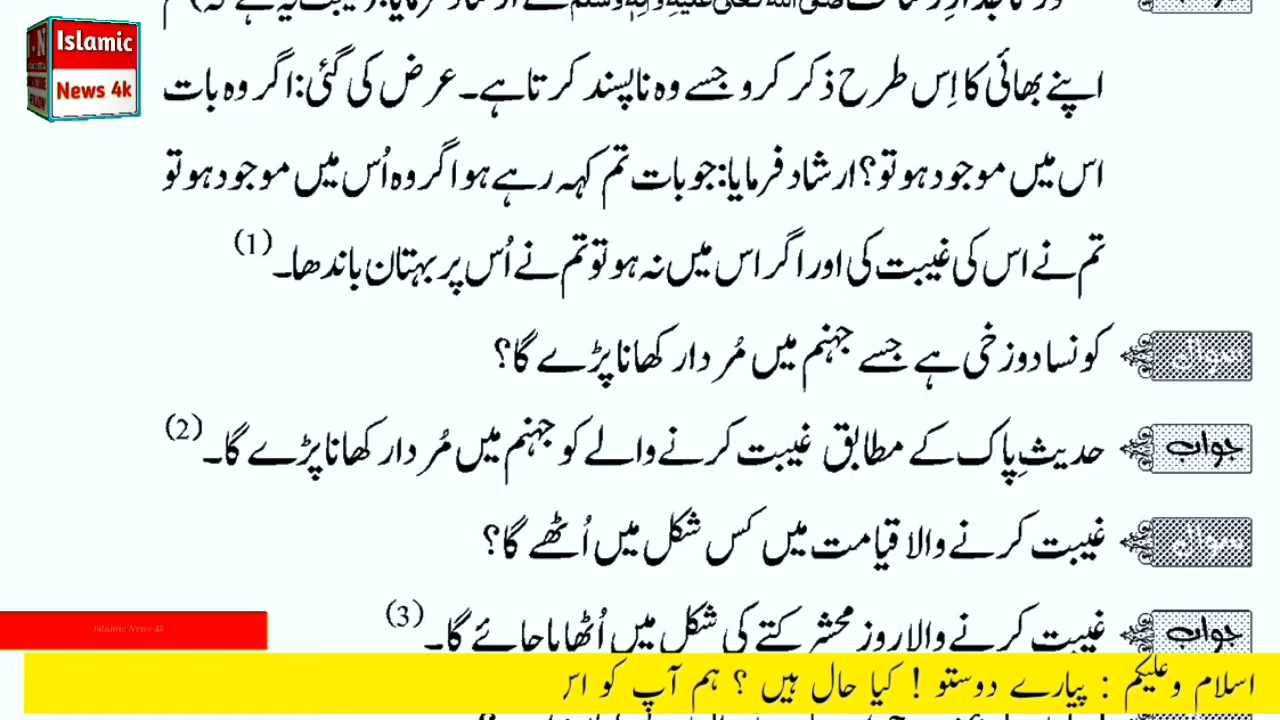 اپنے بھائی کا اِس طرح ذکر کرو جسے وہ ناپسند کرتا ہے۔ عرض کی گئی: اگر وہ بات
اس میں موجود ہو تو؟ ارشاد فرمایا: جو بات تم کہہ رہے ہو اگر وہ اُس میں موجود ہو تو
تم نے اس کی غیبت کی اور اگر اس میں نہ ہو تو تم نے اُس پر بہتان باندھا۔ (1)
سوال کونسا دوزخی ہے جسے جہنم میں مُردار کھانا پڑے گا؟
جواب حدیثِ پاک کے مطابق غیبت کرنے والے کو جہنم میں مُردار کھانا پڑے گا۔ (2)
سوال غیبت کرنے والا قیامت میں کس شکل میں اُٹھے گا؟
جواب غیبت کرنے والا روزِ محشر کتے کی شکل میں اُٹھایا جائے گا۔ (3)
اسلام وعلیکم : پیارے دوستو ! کیا حال ہیں ؟ ہم آپ کو اس
Islamic
News 4k
Islamic News 4k